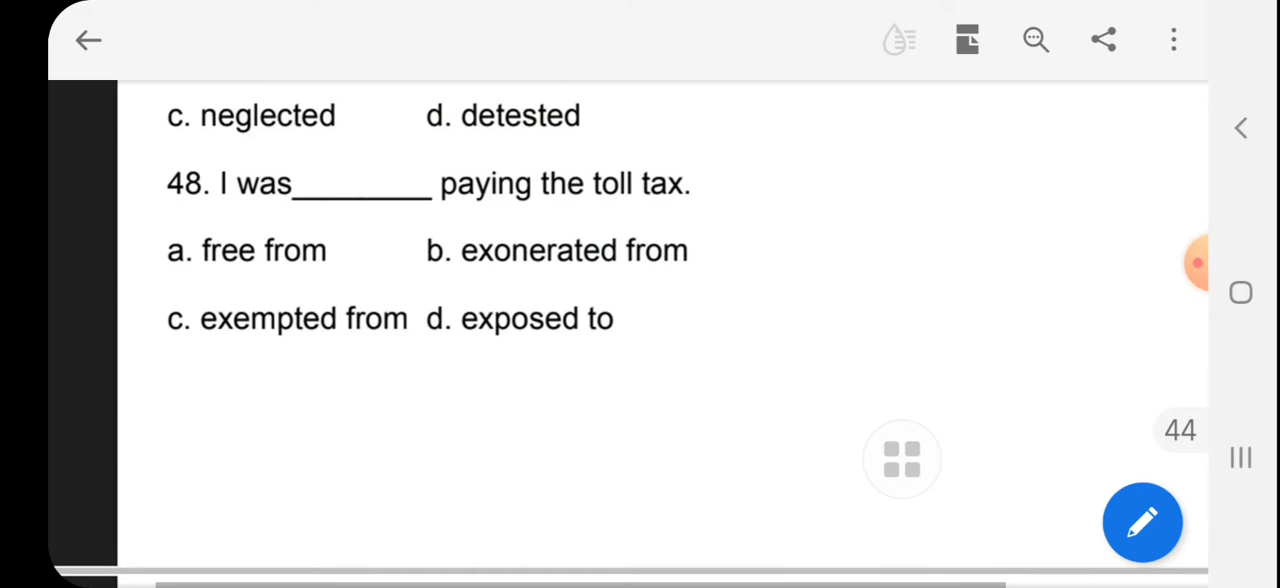 c. neglected d. detested
48. I was________ paying the toll tax.
a. free from b. exonerated from
c. exempted from d. exposed to
44